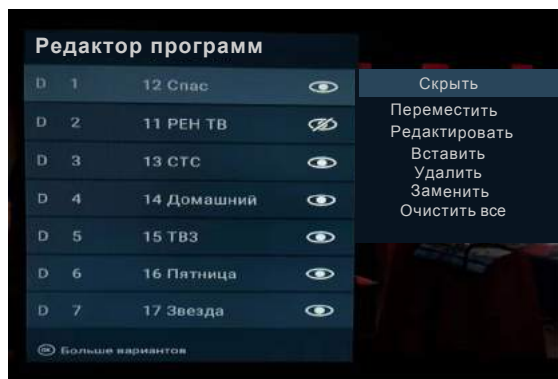 Редактор программ
D 1 12 Спас
D 2 11 РЕН ТВ
D 3 13 СТС
D 4 14 Домашний
D 5 15 ТВ3
D 6 16 Пятница
D 7 17 Звезда
OK Больше вариантов
Скрыть
Переместить
Редактировать
Вставить
Удалить
Заменить
Очистить все